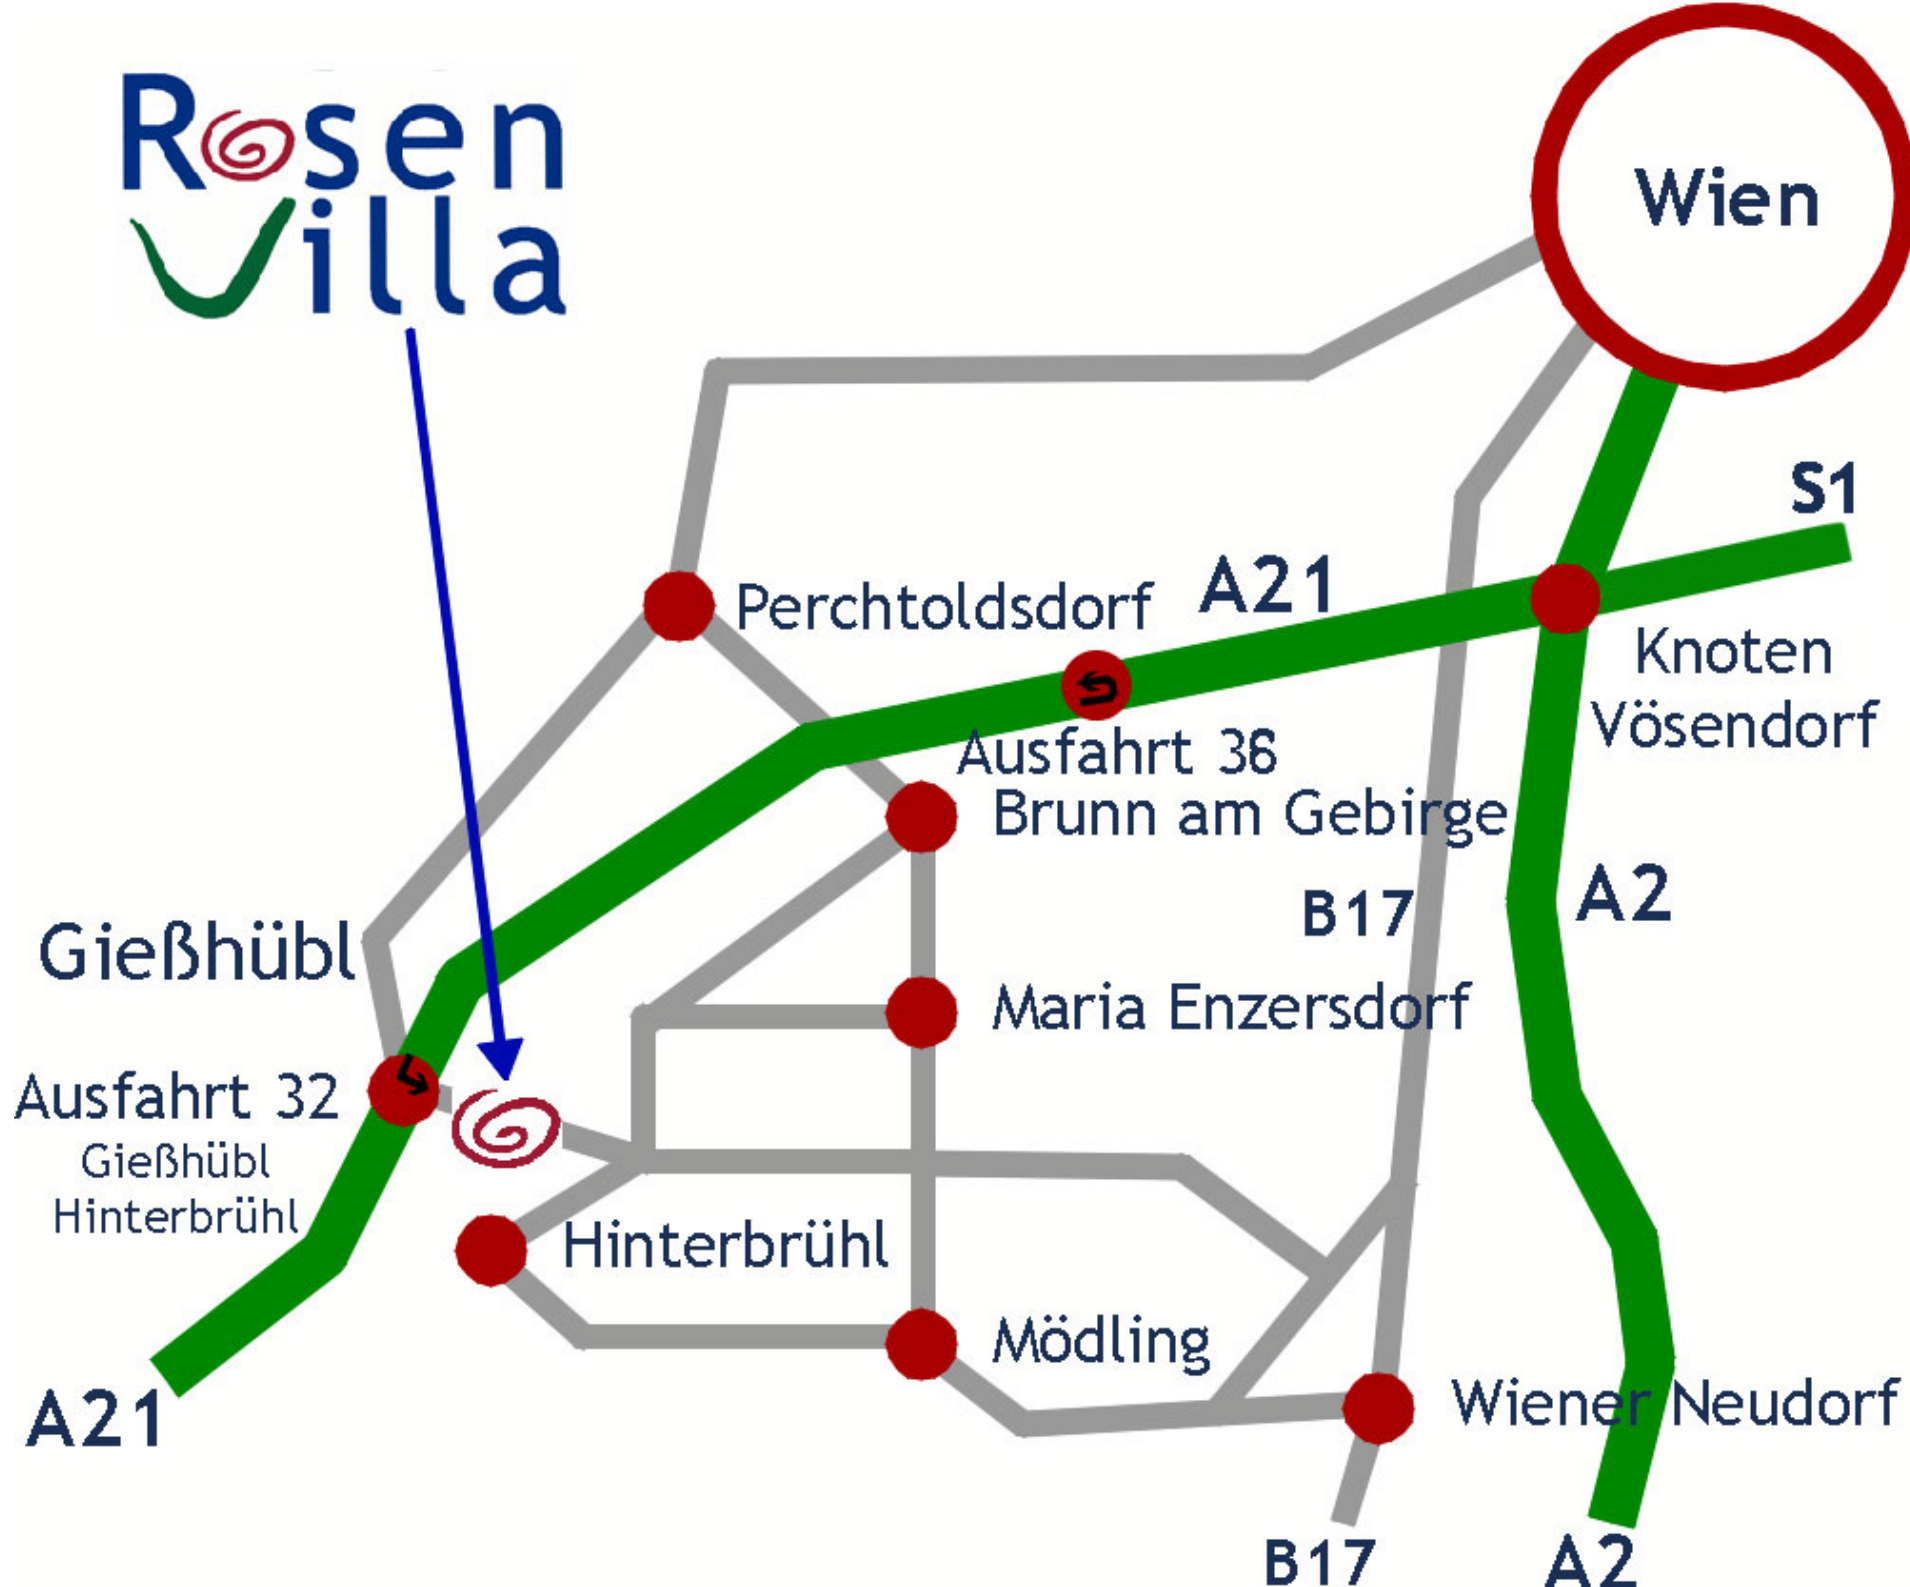 Rosen
Villa
Wien
S1
A21
Perchtoldsdorf
Knoten
Vösendorf
Ausfahrt 36
Brunn am Gebirge
A2
B17
Gießhübl
Maria Enzersdorf
Ausfahrt 32
Gießhübl
Hinterbrühl
Hinterbrühl
Mödling
A21
Wiener Neudorf
B17
A2